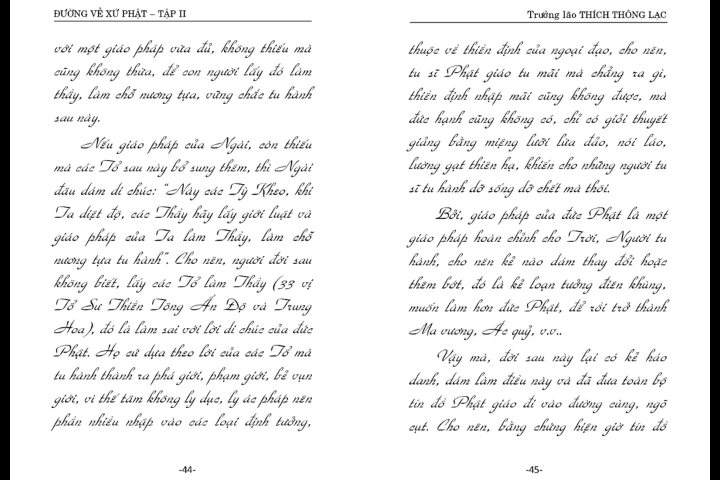 ĐƯỜNG VỀ XỨ PHẬT – TẬP II
với một giáo pháp vừa đủ, không thiếu mà
cũng không thừa, để con người lấy đó làm
thầy, làm chỗ nương tựa, vững chắc tu hành
sau này.
Nếu giáo pháp của Ngài, còn thiếu
mà các Tổ sau này bổ sung thêm, thì Ngài
đâu dám di chúc: "Này các Tỳ Kheo, khi
Ta diệt độ, các Thầy hãy lấy giới luật và
giáo pháp của Ta làm Thầy, làm chỗ
nương tựa tu hành". Cho nên, người đời sau
không biết, lấy các Tổ làm Thầy (33 vị
Tổ Sư Thiền Tông Ấn Độ và Trung
Hoa), đó là làm sai với lời di chúc của đức
Phật. Họ cứ dựa theo lời của các Tổ mà
tu hành thành ra phá giới, phạm giới, bẻ vụn
giới, vì thế tâm không ly dục, ly ác pháp nên
phần nhiều nhập vào các loại định tưởng,
-44-
Trưởng lão THÍCH THÔNG LẠC
thuộc về thiền định của ngoại đạo, cho nên,
tu sĩ Phật giáo tu mãi mà chẳng ra gì,
thiền định nhập mãi cũng không được, mà
đức hạnh cũng không có, chỉ có giỏi thuyết
giảng bằng miệng lưỡi lừa đảo, nói láo,
lường gạt thiên hạ, khiến cho những người tu
sĩ tu hành dở sống dở chết mà thôi.
Bởi, giáo pháp của đức Phật là một
giáo pháp hoàn chỉnh cho Trời, Người tu
hành, cho nên kẻ nào dám thay đổi hoặc
thêm bớt, đó là kẻ loạn tưởng điên khùng,
muốn làm hơn đức Phật, để rồi trở thành
Ma vương, Ác quỷ, v.v..
Vậy mà, đời sau này lại có kẻ háo
danh, dám làm điều này và đã đưa toàn bộ
tín đồ Phật giáo đi vào đường cùng, ngõ
cụt. Cho nên, bằng chứng hiện giờ tín đồ
-45-